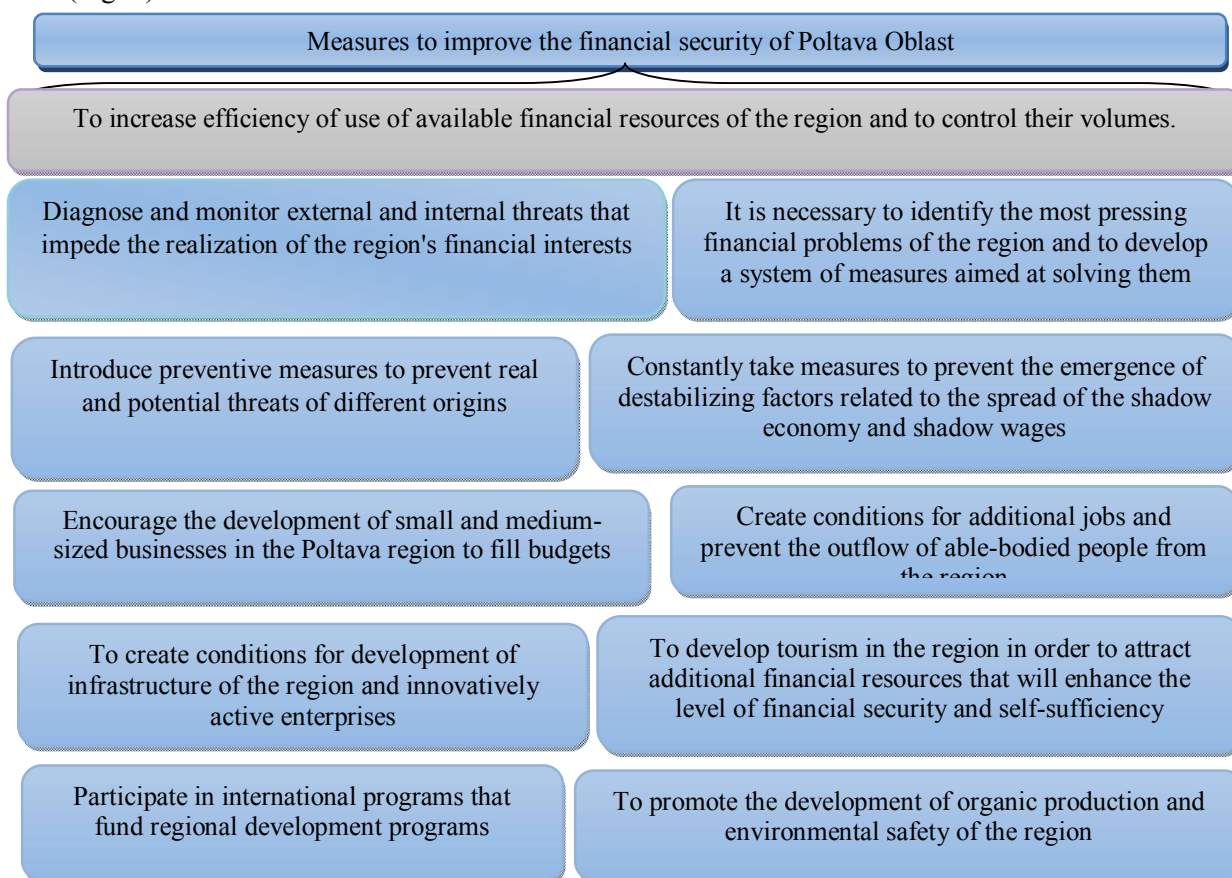 Measures to improve the financial security of Poltava Oblast
To increase efficiency of use of available financial resources of the region and to control their volumes.
Diagnose and monitor external and internal threats that
impede the realization of the region's financial interests
It is necessary to identify the most pressing
financial problems of the region and to develop
a system of measures aimed at solving them
Introduce preventive measures to prevent real
and potential threats of different origins
Constantly take measures to prevent the emergence of
destabilizing factors related to the spread of the shadow
economy and shadow wages
Encourage the development of small and medium-
sized businesses in the Poltava region to fill budgets
Create conditions for additional jobs and
prevent the outflow of able-bodied people from
the region
To create conditions for development of
infrastructure of the region and innovatively
active enterprises
To develop tourism in the region in order to attract
additional financial resources that will enhance the
level of financial security and self-sufficiency
Participate in international programs that
fund regional development programs
To promote the development of organic production and
environmental safety of the region